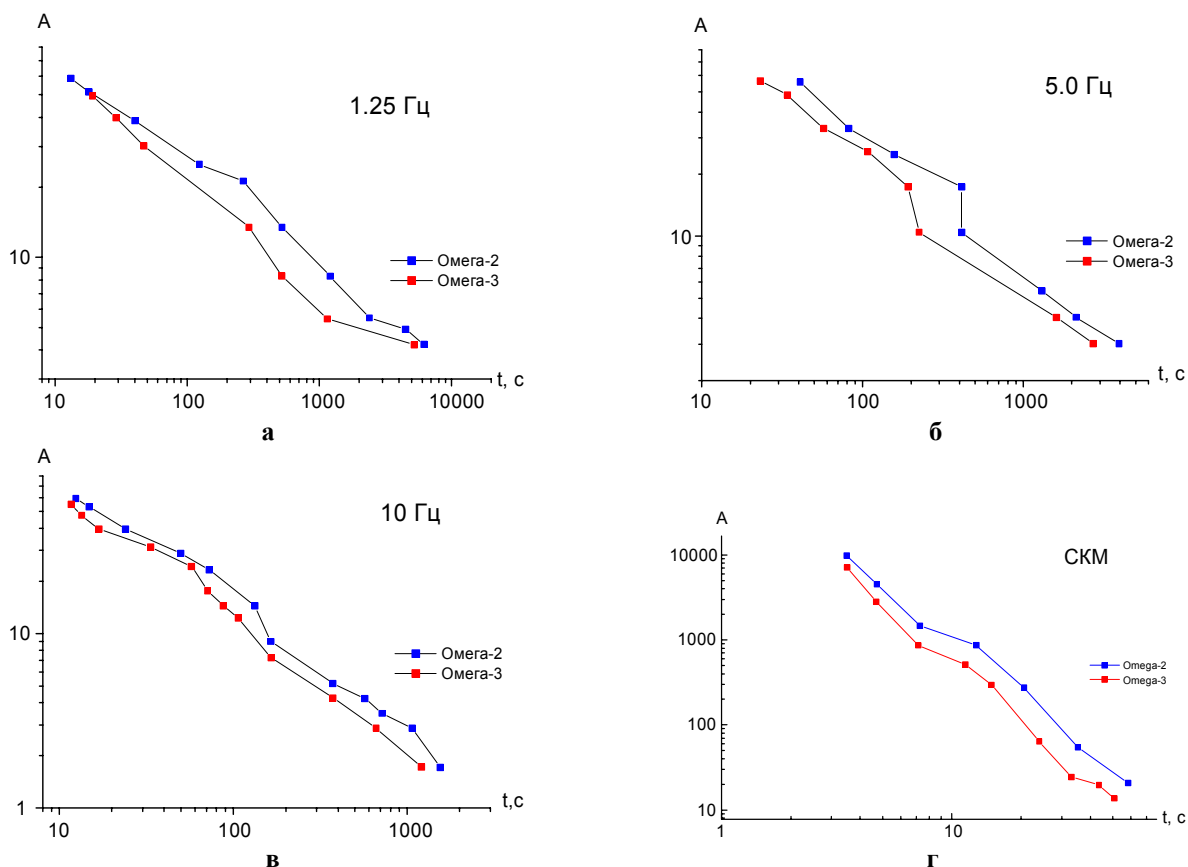 A
1.25 Гц
10
Омега-2
Омега-3
t, с
10 100 1000 10000
а
A
5.0 Гц
10
Омега-2
Омега-3
t, с
10 100 1000
б
A
10 Гц
10
Омега-2
Омега-3
1
t,с
10 100 1000
в
A
СКМ
10000
1000
Omega-2
Omega-3
100
10
t, с
1 10
г